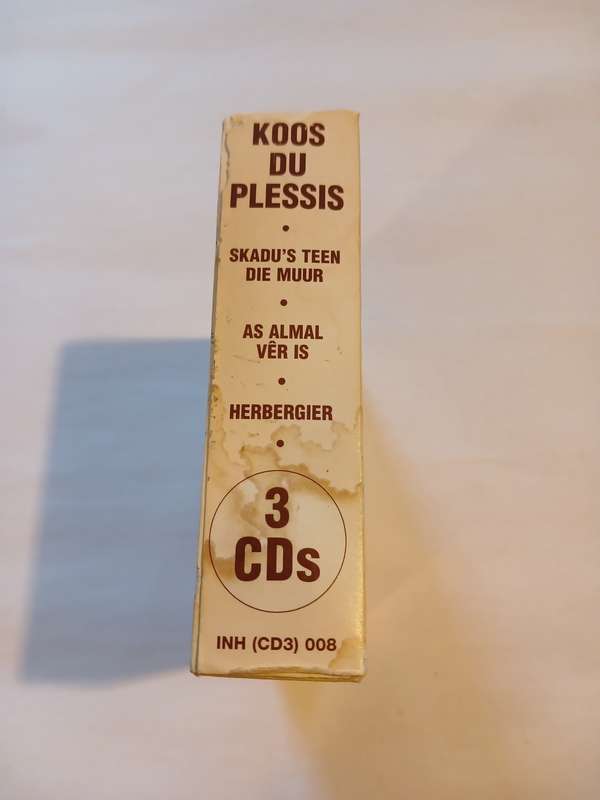 KOOS
DU
PLESSIS
•
SKADU'S TEEN
DIE MUUR
•
AS ALMAL
VÊR IS
•
HERBERGIER
•
3
CDs
INH (CD3) 008